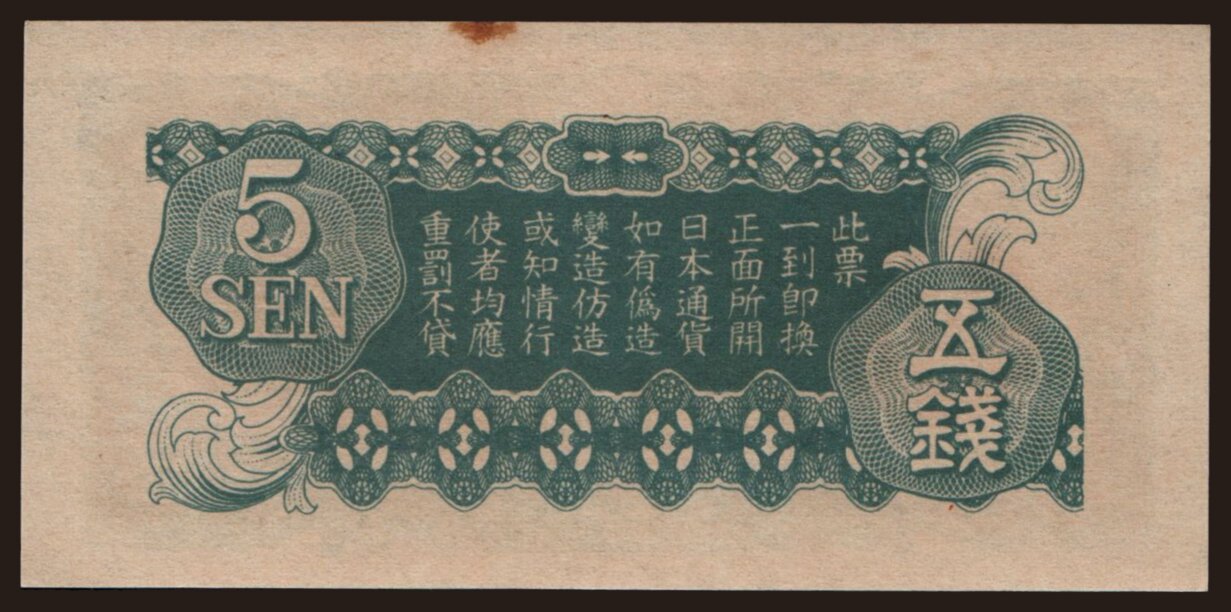 5
SEN
此票
一到即換
正面所開
日本通貨
如有偽造
變造仿造
或知情行
使者均應
重罰不貸
五
錢